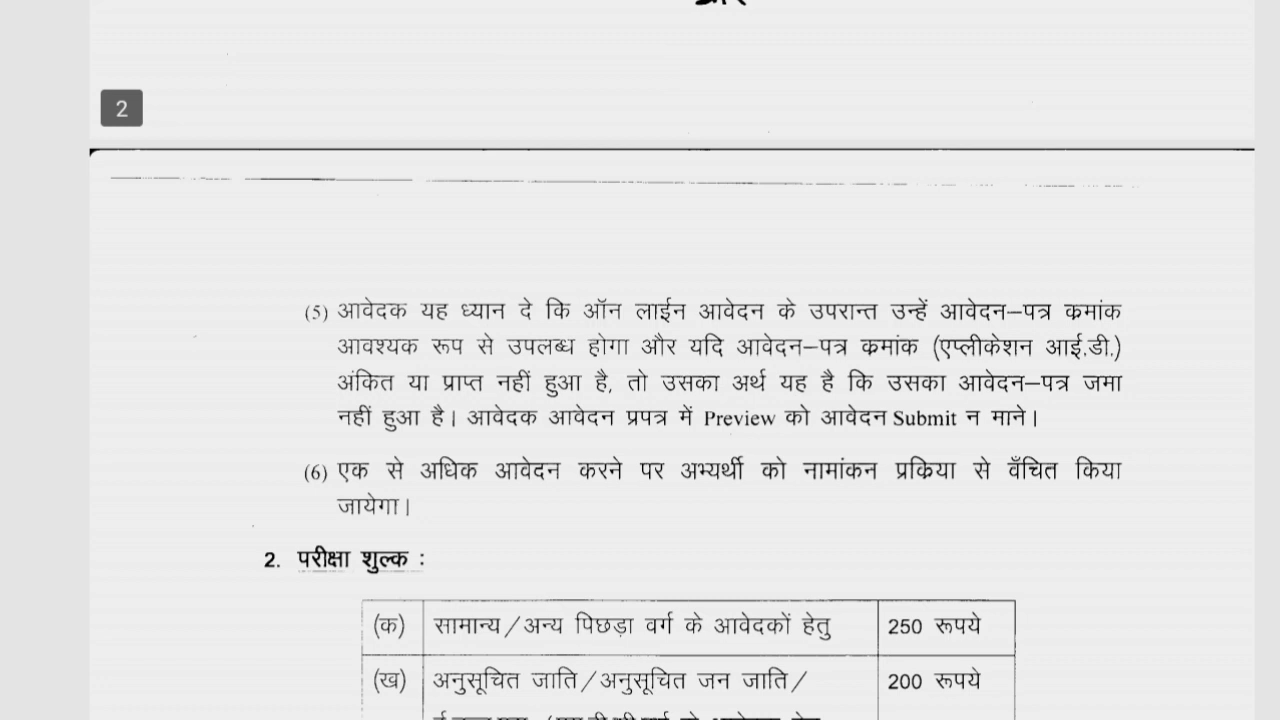 2
(5) आवेदक यह ध्यान दे कि ऑन लाईन आवेदन के उपरान्त उन्हें आवेदन–पत्र क्रमांक
आवश्यक रूप से उपलब्ध होगा और यदि आवेदन–पत्र क्रमांक (एप्लीकेशन आई.डी.)
अंकित या प्राप्त नहीं हुआ है, तो उसका अर्थ यह है कि उसका आवेदन–पत्र जमा
नहीं हुआ है। आवेदक आवेदन प्रपत्र में Preview को आवेदन Submit न माने।
(6) एक से अधिक आवेदन करने पर अभ्यर्थी को नामांकन प्रक्रिया से वँचित किया
जायेगा।
2. परीक्षा शुल्क :
(क) सामान्य/अन्य पिछड़ा वर्ग के आवेदकों हेतु 250 रूपये
(ख) अनुसूचित जाति/अनुसूचित जन जाति/ 200 रूपये